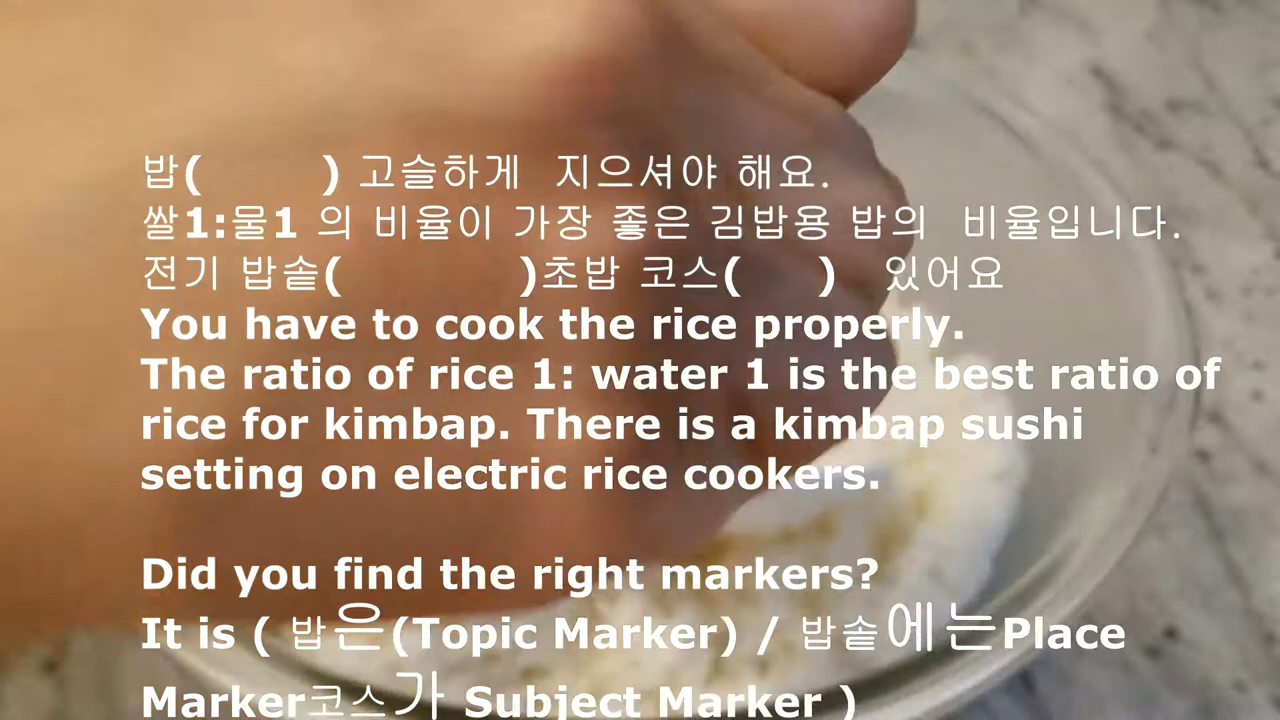 밥(        ) 고슬하게  지으셔야 해요.
쌀1:물1 의 비율이 가장 좋은 김밥용 밥의  비율입니다.
전기 밥솥(            )초밥 코스(     )   있어요
You have to cook the rice properly.
The ratio of rice 1: water 1 is the best ratio of
rice for kimbap. There is a kimbap sushi
setting on electric rice cookers.
Did you find the right markers?
It is ( 밥은(Topic Marker) / 밥솥에는Place
Marker코스가 Subject Marker )